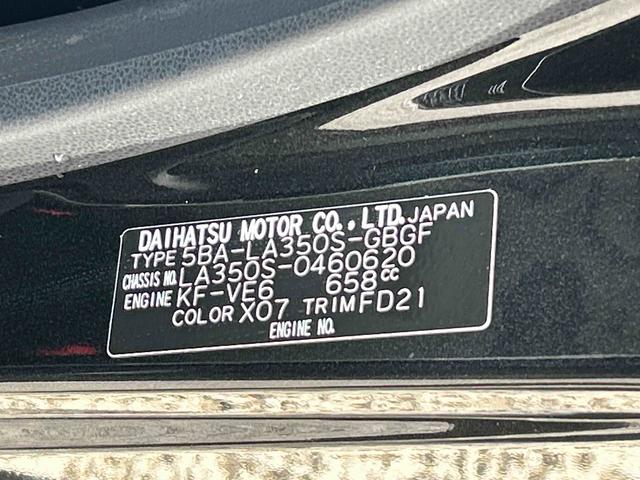 DAIHATSU MOTOR CO., LTD. JAPAN
TYPE 5BA-LA350S-GBGF
CHASSIS NO. LA350S-0460620
ENGINE KF-VE6 658cc
COLOR X07 TRIM FD21
ENGINE NO.